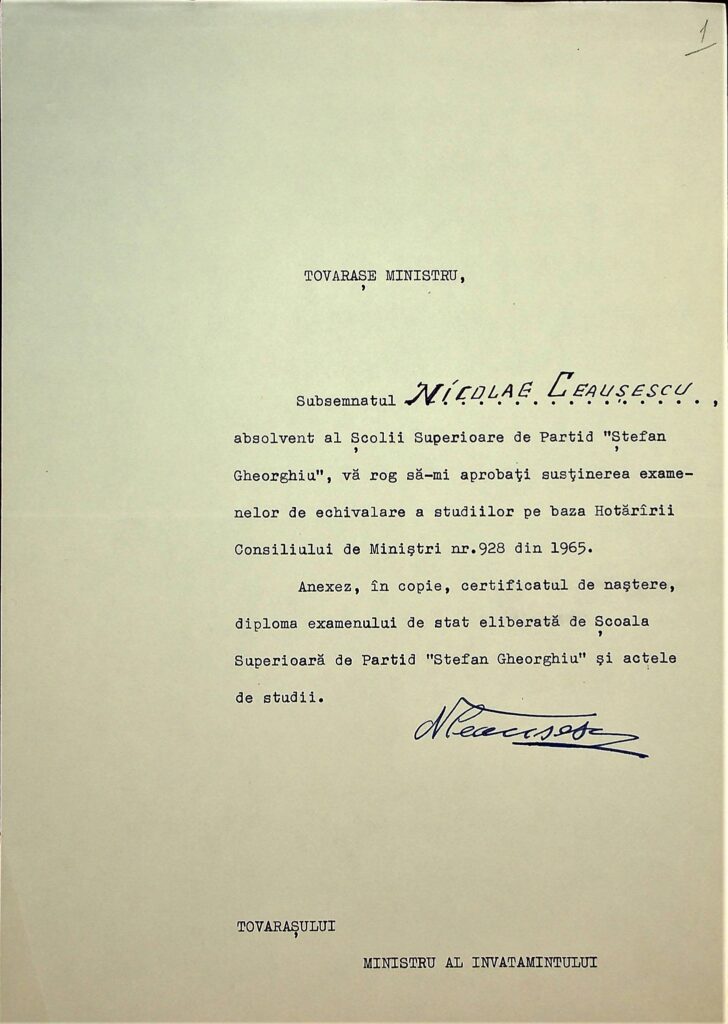 1
TOVARAȘE MINISTRU,
Subsemnatul NICOLAE CEAUȘESCU,
absolvent al Școlii Superioare de Partid "Ștefan
Gheorghiu", vă rog să-mi aprobați susținerea exame-
nelor de echivalare a studiilor pe baza Hotărîrii
Consiliului de Miniștri nr.928 din 1965.
Anexez, în copie, certificatul de naștere,
diploma examenului de stat eliberată de Școala
Superioară de Partid "Stefan Gheorghiu" și actele
de studii.
NCeausescu
TOVARAȘULUI
MINISTRU AL INVATAMINTULUI